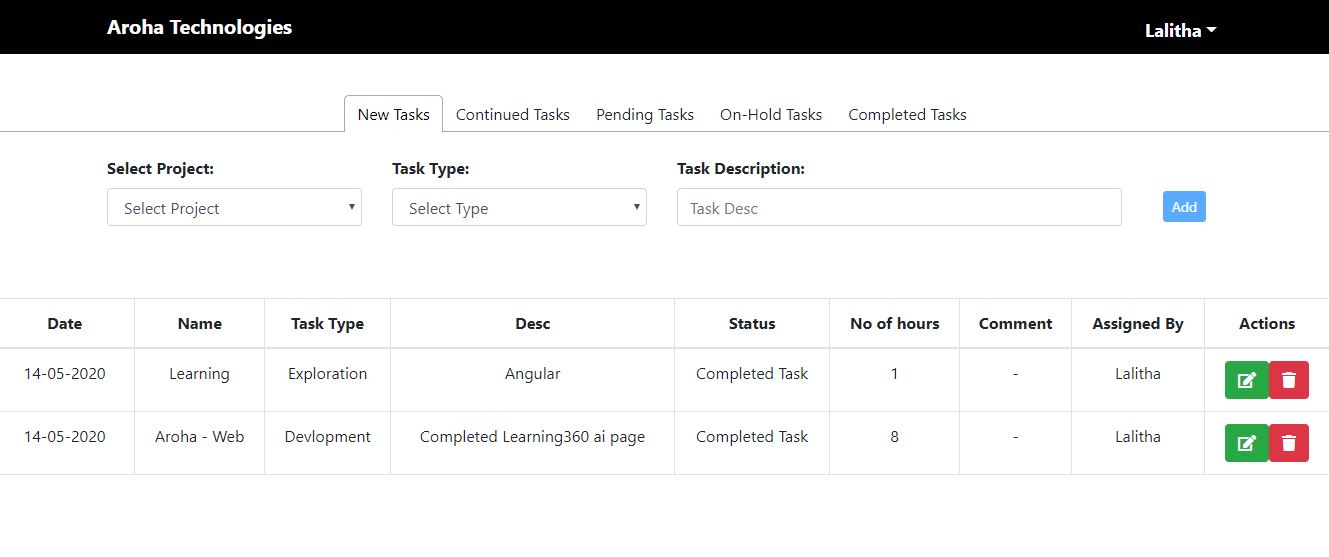 Aroha Technologies Lalitha
New Tasks Continued Tasks Pending Tasks On-Hold Tasks Completed Tasks
Select Project: Task Type: Task Description:
Select Project Select Type Task Desc Add
Date Name Task Type Desc Status No of hours Comment Assigned By Actions
14-05-2020 Learning Exploration Angular Completed Task 1 - Lalitha
14-05-2020 Aroha - Web Devlopment Completed Learning360 ai page Completed Task 8 - Lalitha